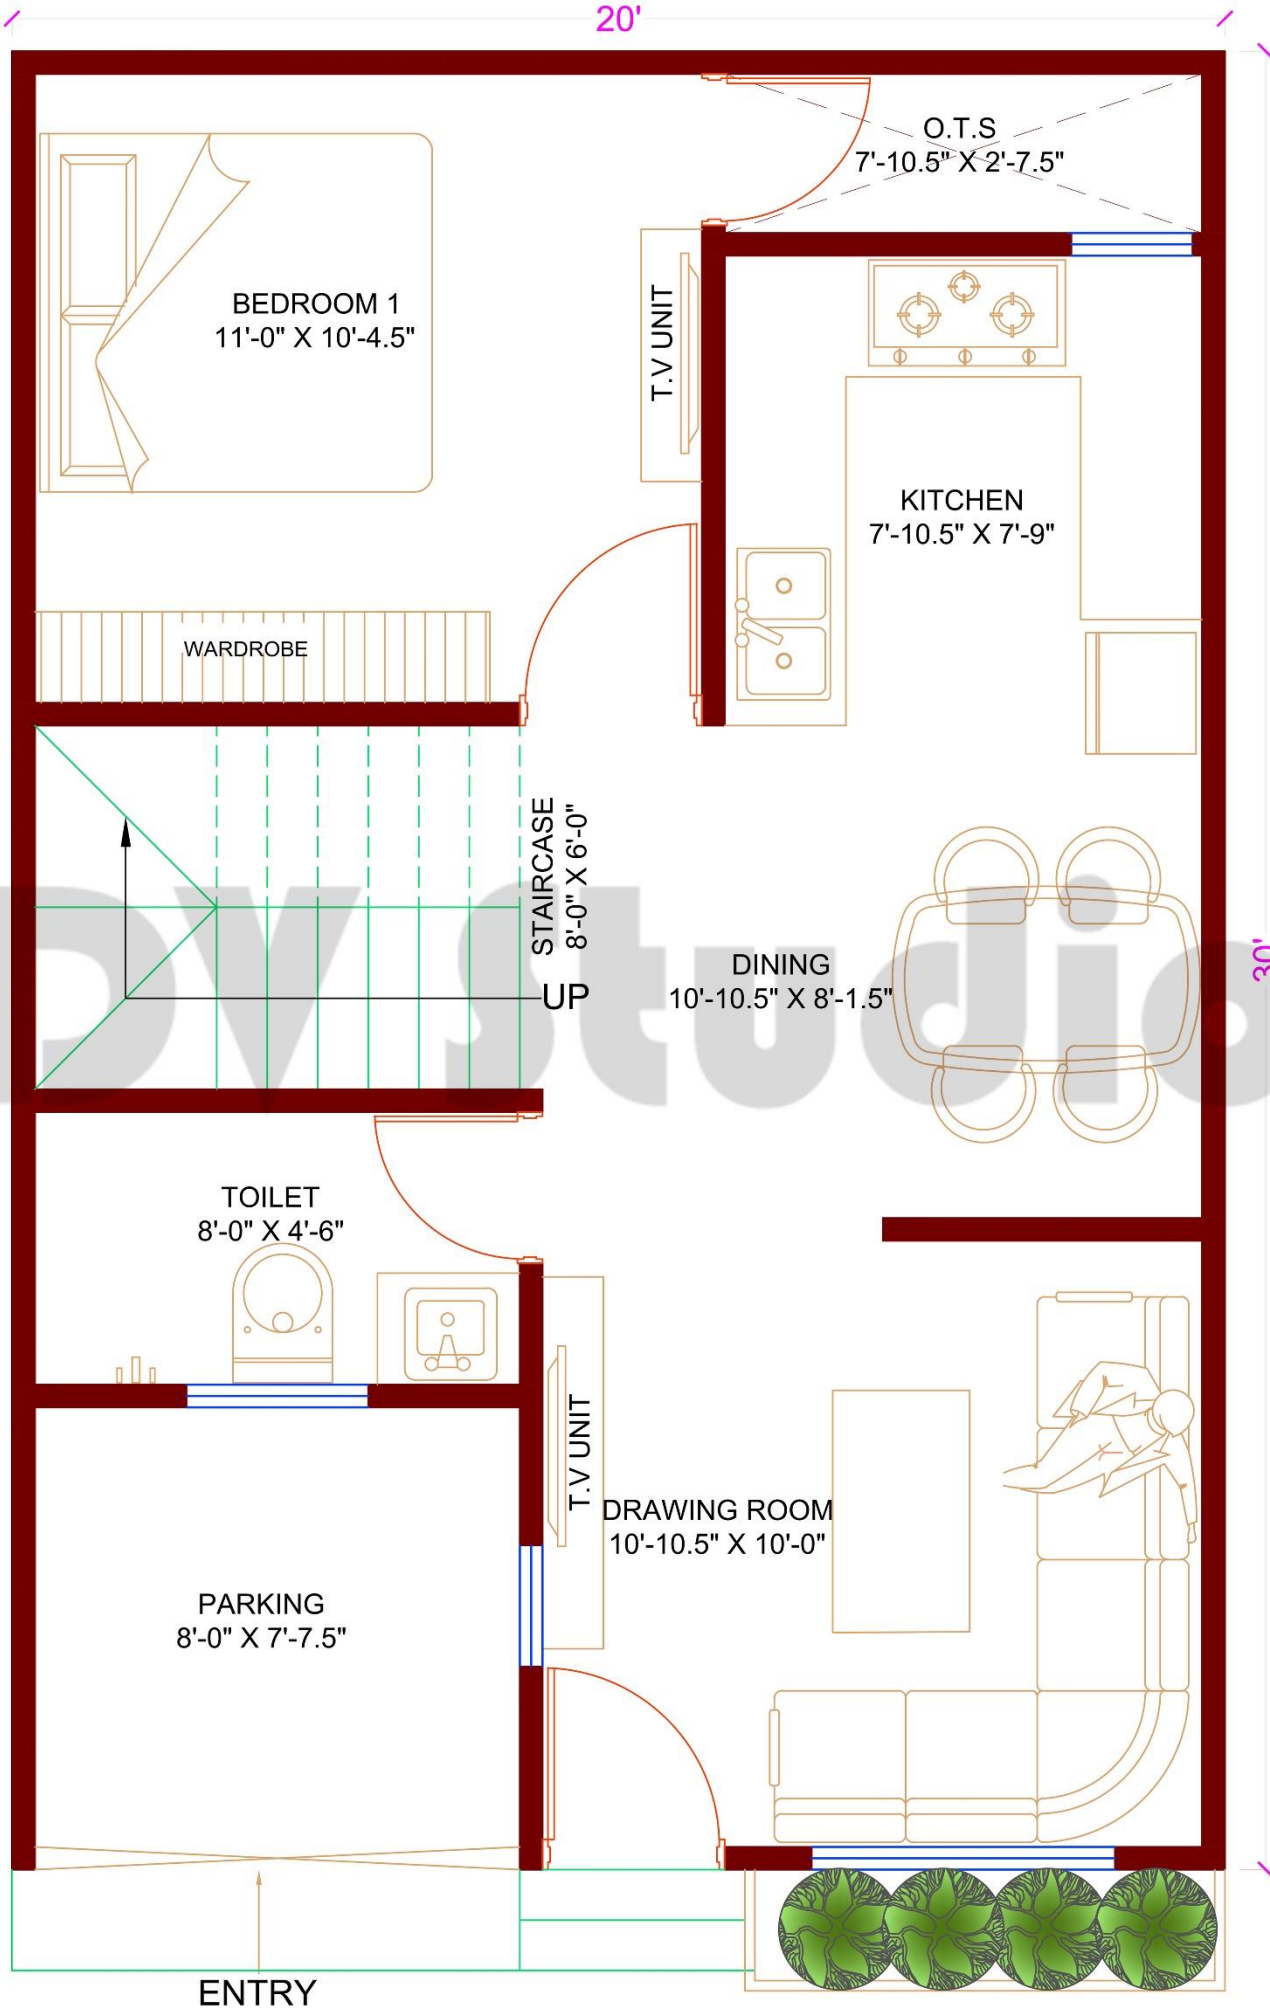 20'
O.T.S
7'-10.5" X 2'-7.5"
BEDROOM 1
11'-0" X 10'-4.5"
T.V UNIT
KITCHEN
7'-10.5" X 7'-9"
WARDROBE
STAIRCASE
8'-0" X 6'-0"
UP
DINING
10'-10.5" X 8'-1.5"
30'
DV Studio
TOILET
8'-0" X 4'-6"
T.V UNIT
DRAWING ROOM
10'-10.5" X 10'-0"
PARKING
8'-0" X 7'-7.5"
ENTRY